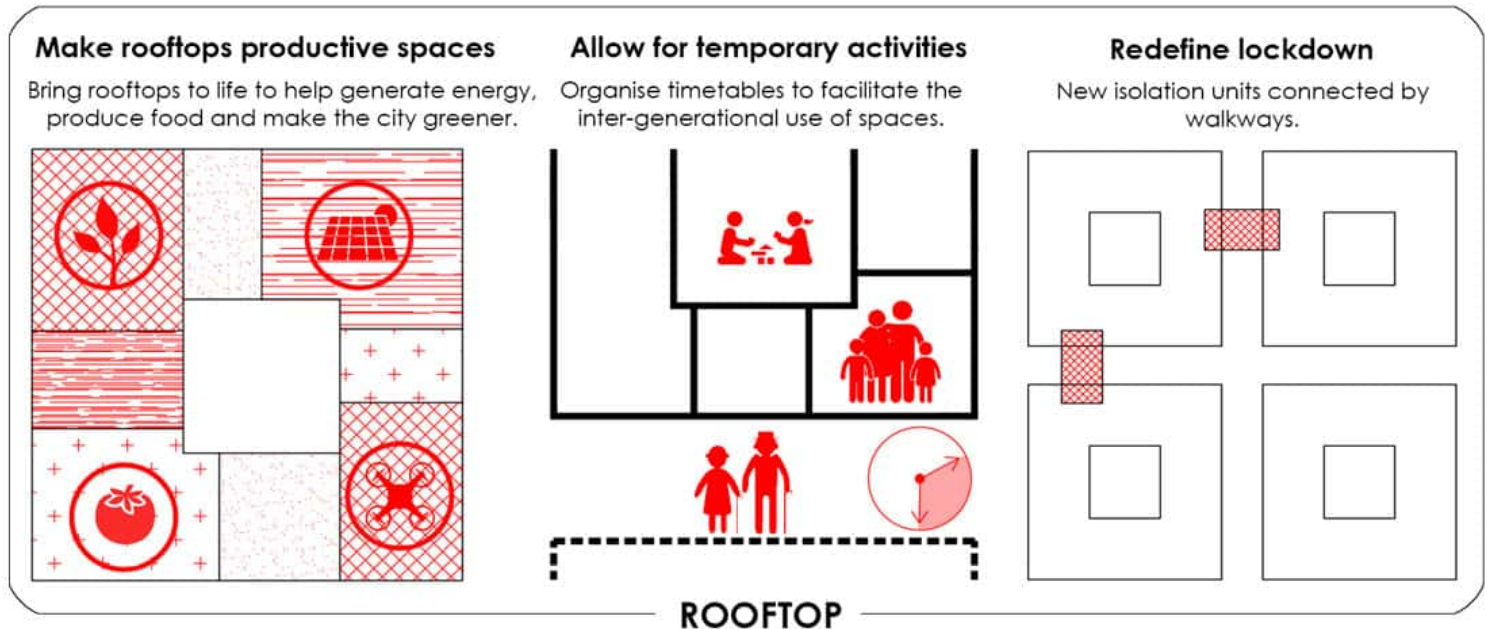 Make rooftops productive spaces
Bring rooftops to life to help generate energy,
produce food and make the city greener.
Allow for temporary activities
Organise timetables to facilitate the
inter-generational use of spaces.
Redefine lockdown
New isolation units connected by
walkways.
ROOFTOP